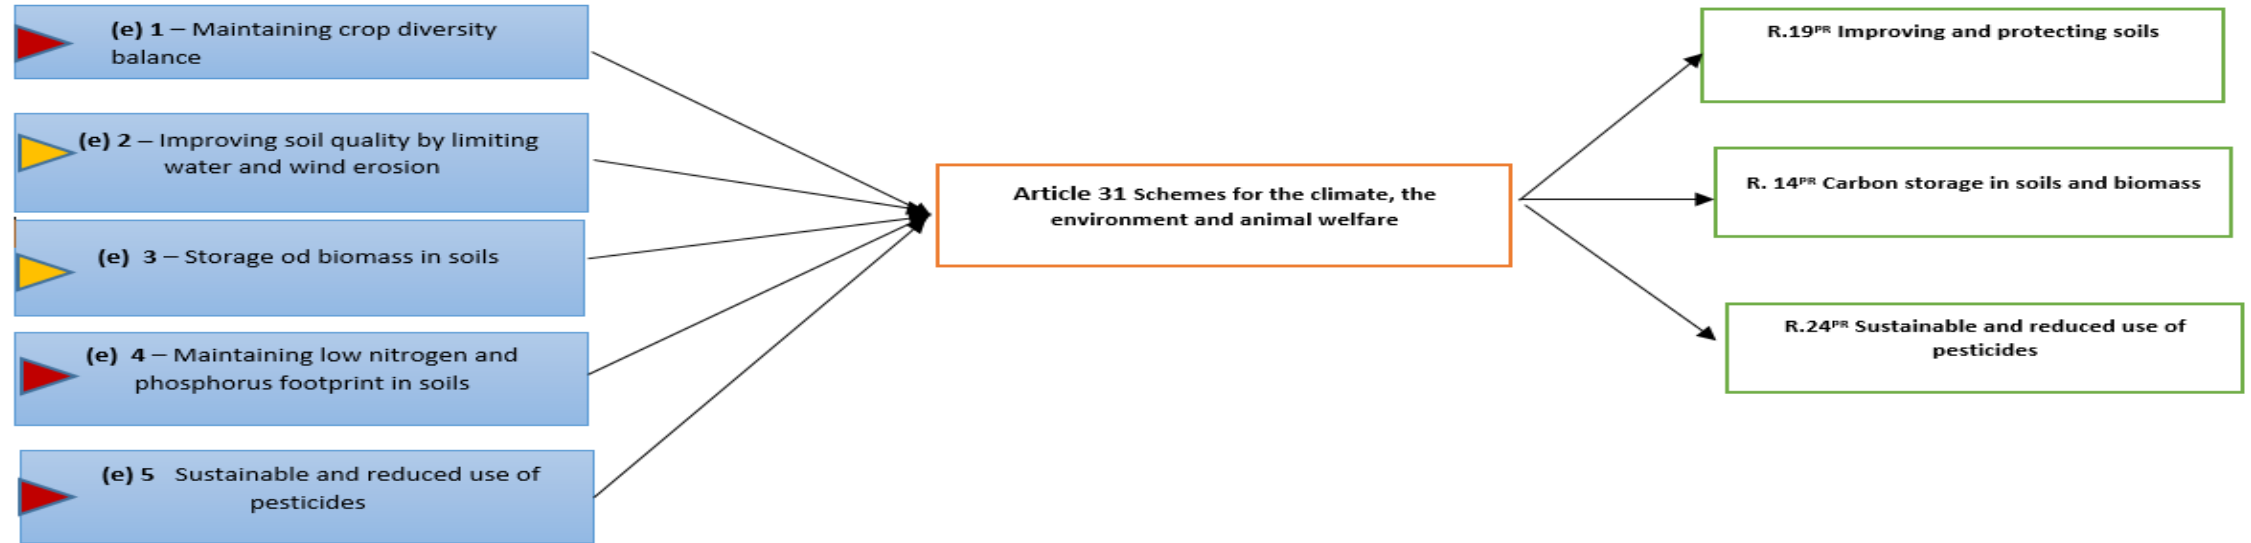 (e) 1 – Maintaining crop diversity
balance
(e) 2 – Improving soil quality by limiting
water and wind erosion
(e)  3 – Storage od biomass in soils
(e)  4 – Maintaining low nitrogen and
phosphorus footprint in soils
(e) 5   Sustainable and reduced use of
pesticides
Article 31 Schemes for the climate, the
environment and animal welfare
R.19ᴾᴿ Improving and protecting soils
R. 14ᴾᴿ Carbon storage in soils and biomass
R.24ᴾᴿ Sustainable and reduced use of
pesticides